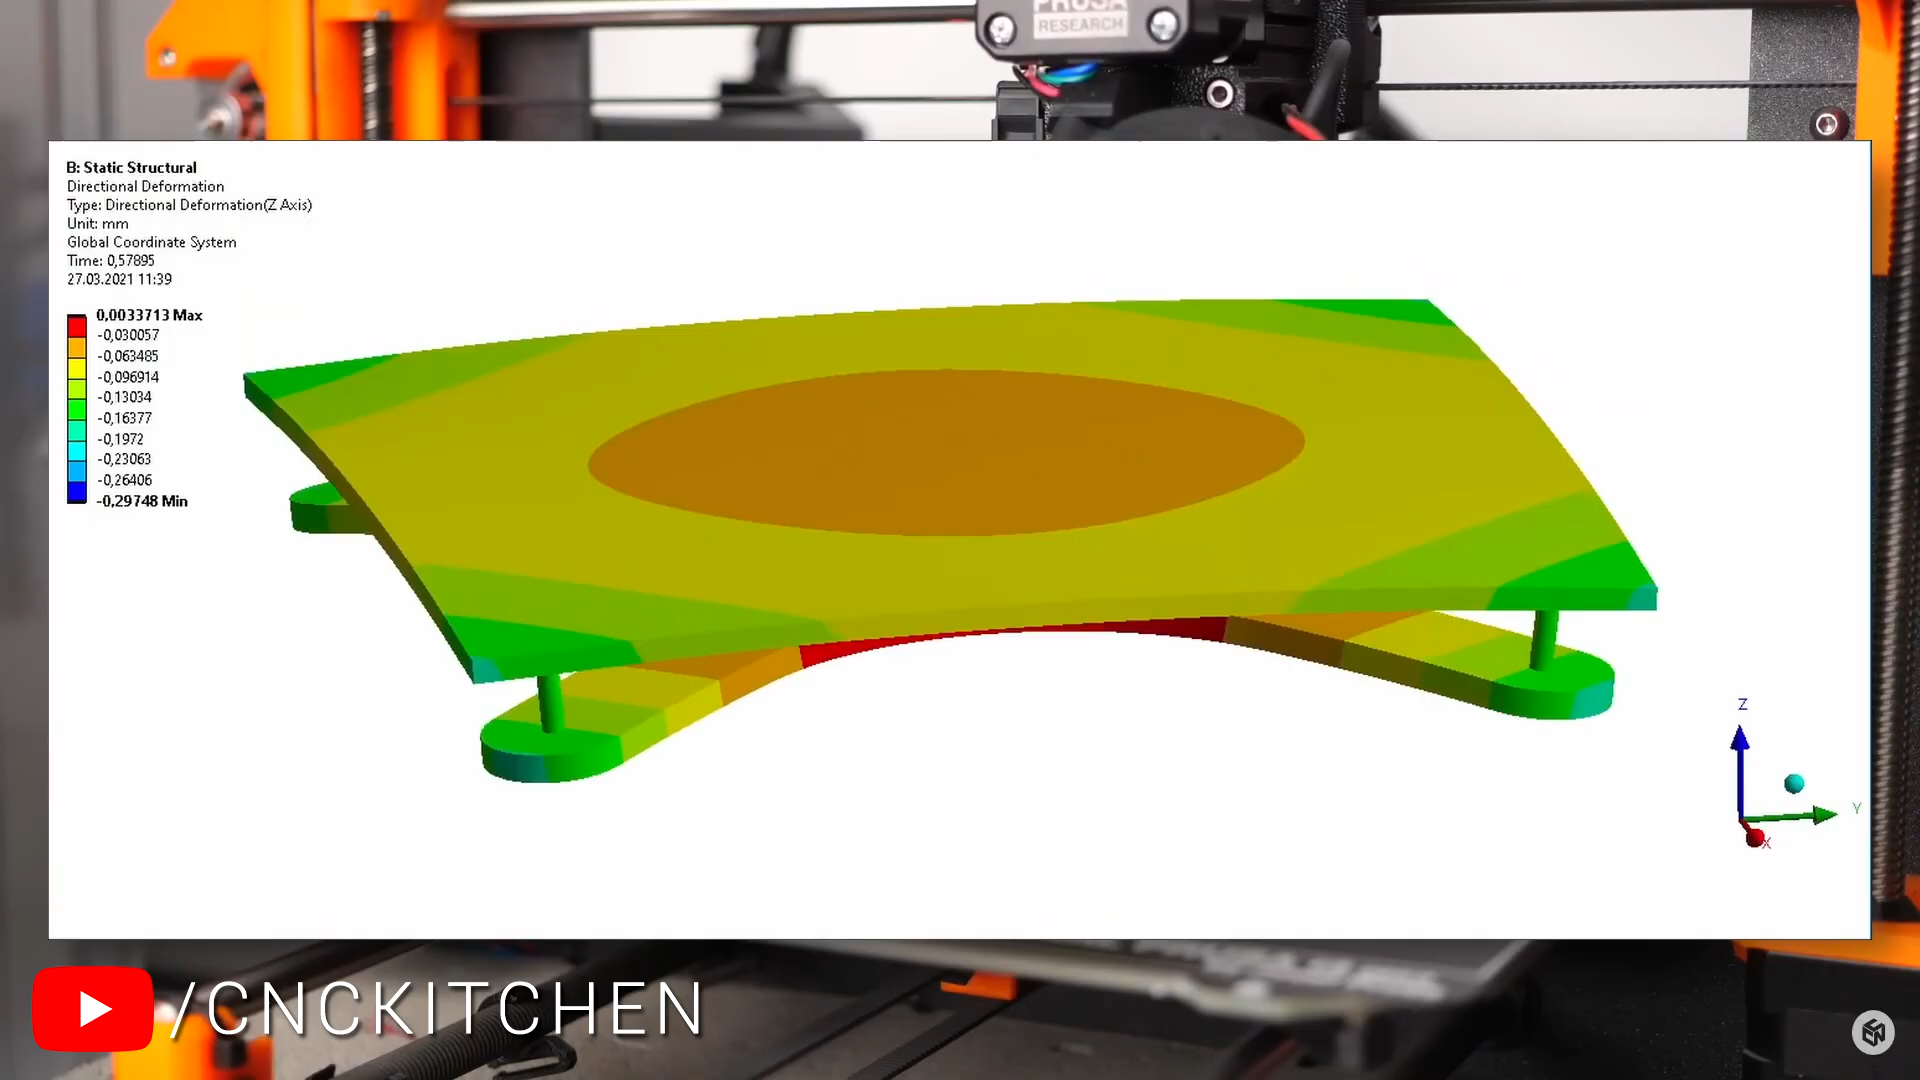 PRUSA
RESEARCH
B: Static Structural
Directional Deformation
Type: Directional Deformation(Z Axis)
Unit: mm
Global Coordinate System
Time: 0,57895
27.03.2021 11:39
0,0033713 Max
-0,030057
-0,063485
-0,096914
-0,13034
-0,16377
-0,1972
-0,23063
-0,26406
-0,29748 Min
Z
Y
X
/CNCKITCHEN